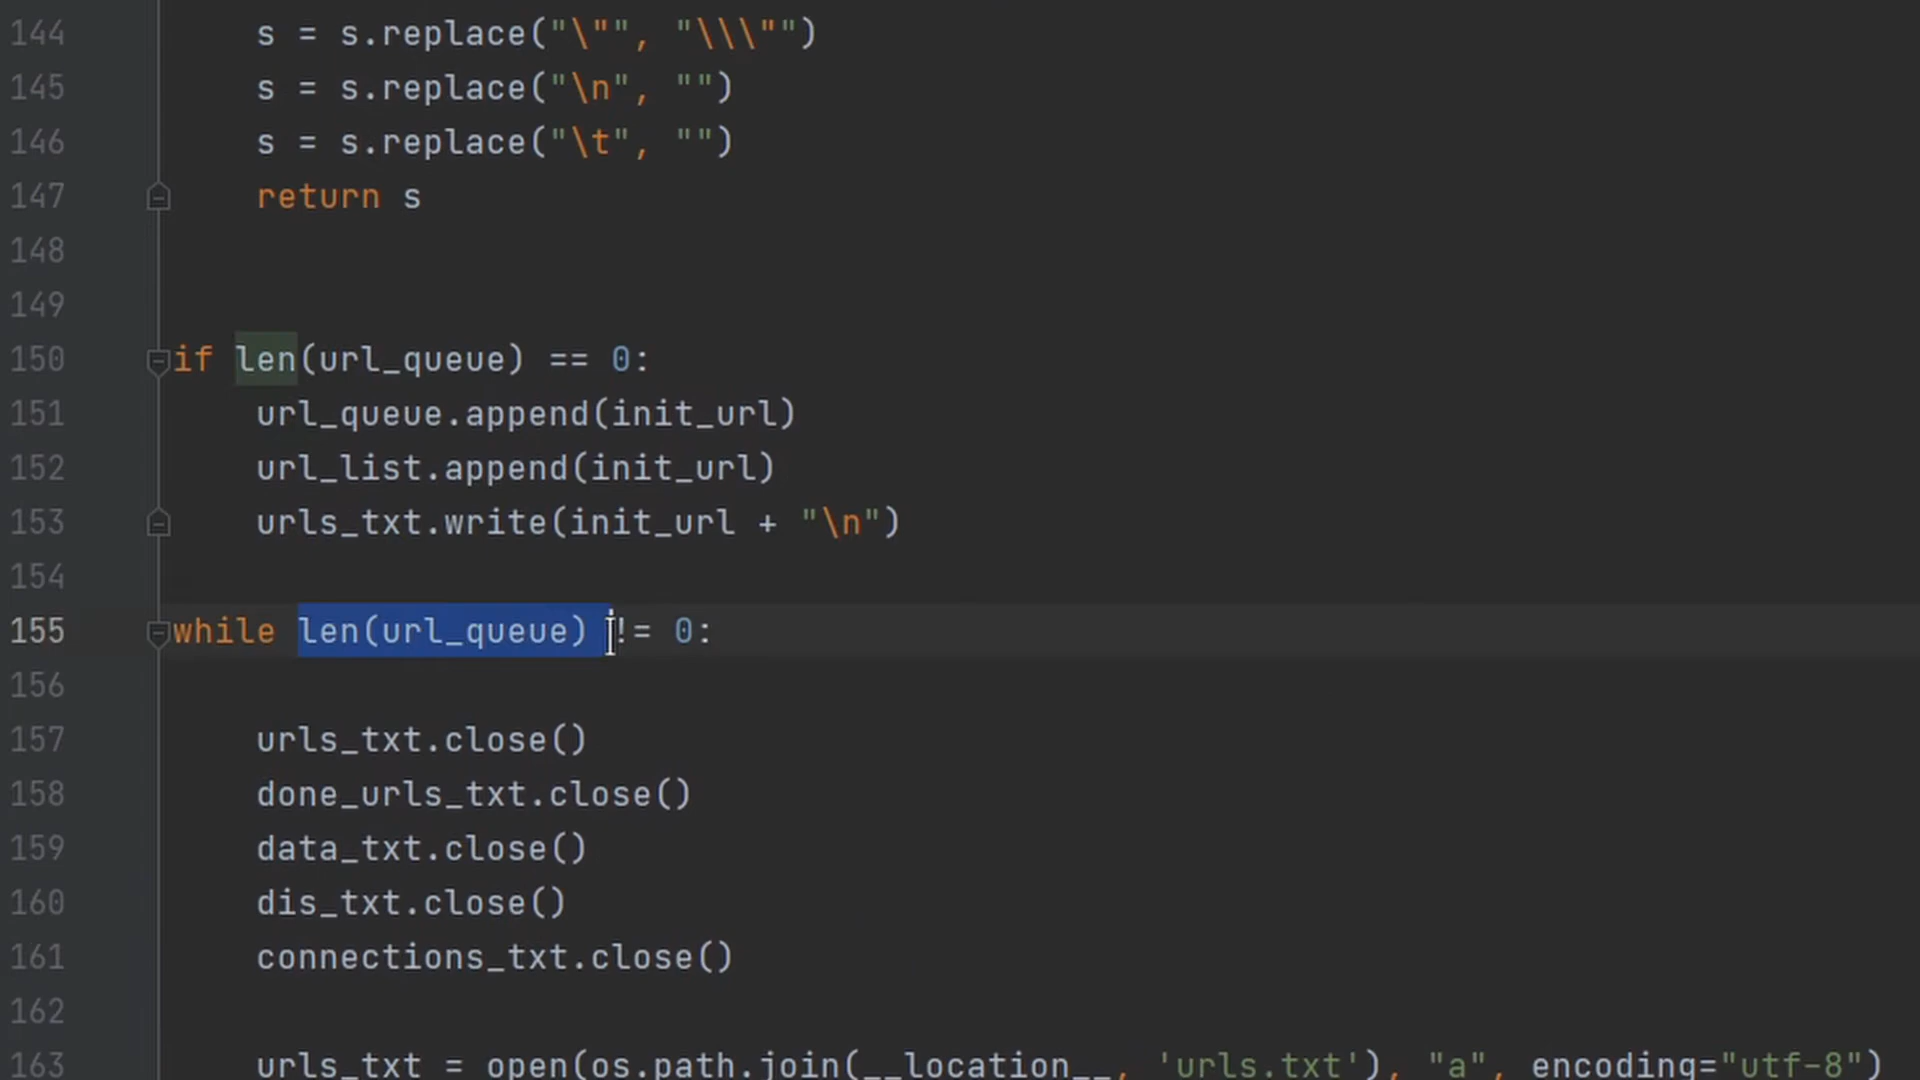 144 s = s.replace("\"", "\\\"")
145 s = s.replace("\n", "")
146 s = s.replace("\t", "")
147 return s
148
149
150 if len(url_queue) == 0:
151 url_queue.append(init_url)
152 url_list.append(init_url)
153 urls_txt.write(init_url + "\n")
154
155 while len(url_queue) != 0:
156
157 urls_txt.close()
158 done_urls_txt.close()
159 data_txt.close()
160 dis_txt.close()
161 connections_txt.close()
162
163 urls_txt = open(os.path.join(__location__, 'urls.txt'), "a", encoding="utf-8")